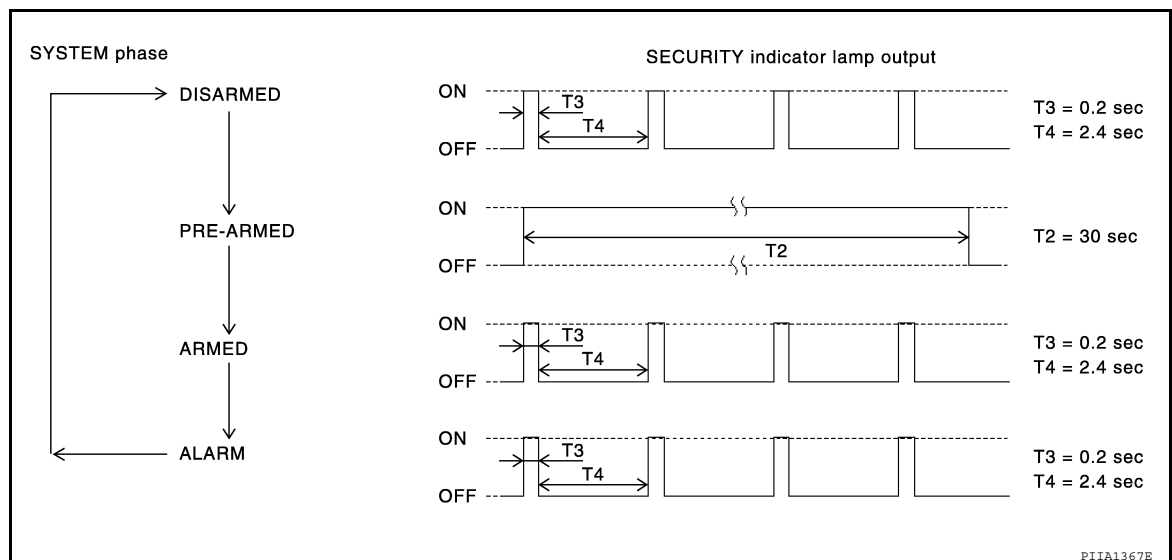 SYSTEM phase
SECURITY indicator lamp output
DISARMED
ON
OFF
T3
T4
T3 = 0.2 sec
T4 = 2.4 sec
PRE-ARMED
ON
OFF
T2
T2 = 30 sec
ARMED
ON
OFF
T3
T4
T3 = 0.2 sec
T4 = 2.4 sec
ALARM
ON
OFF
T3
T4
T3 = 0.2 sec
T4 = 2.4 sec
PIIA1367E